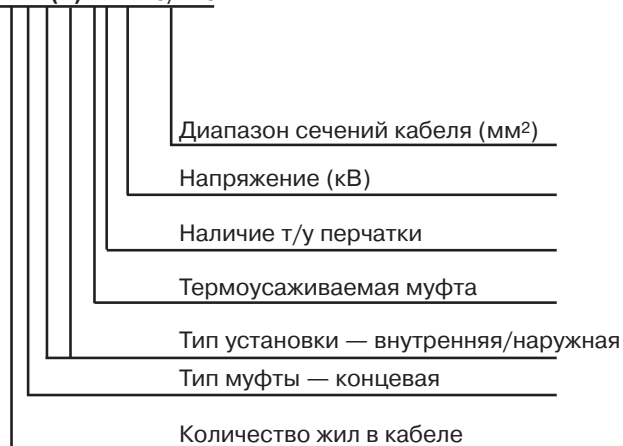 Диапазон сечений кабеля (мм²)
Напряжение (кВ)
Наличие т/у перчатки
Термоусаживаемая муфта
Тип установки — внутренняя/наружная
Тип муфты — концевая
Количество жил в кабеле